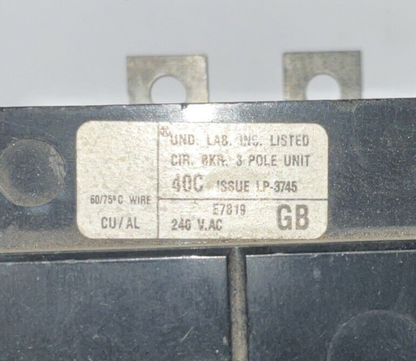 UND. LAB. INC. LISTED
CIR. BKR. 3 POLE UNIT
40C ISSUE LP-3745
60/75°C WIRE
CU/AL
E7819
240 V.AC
GB